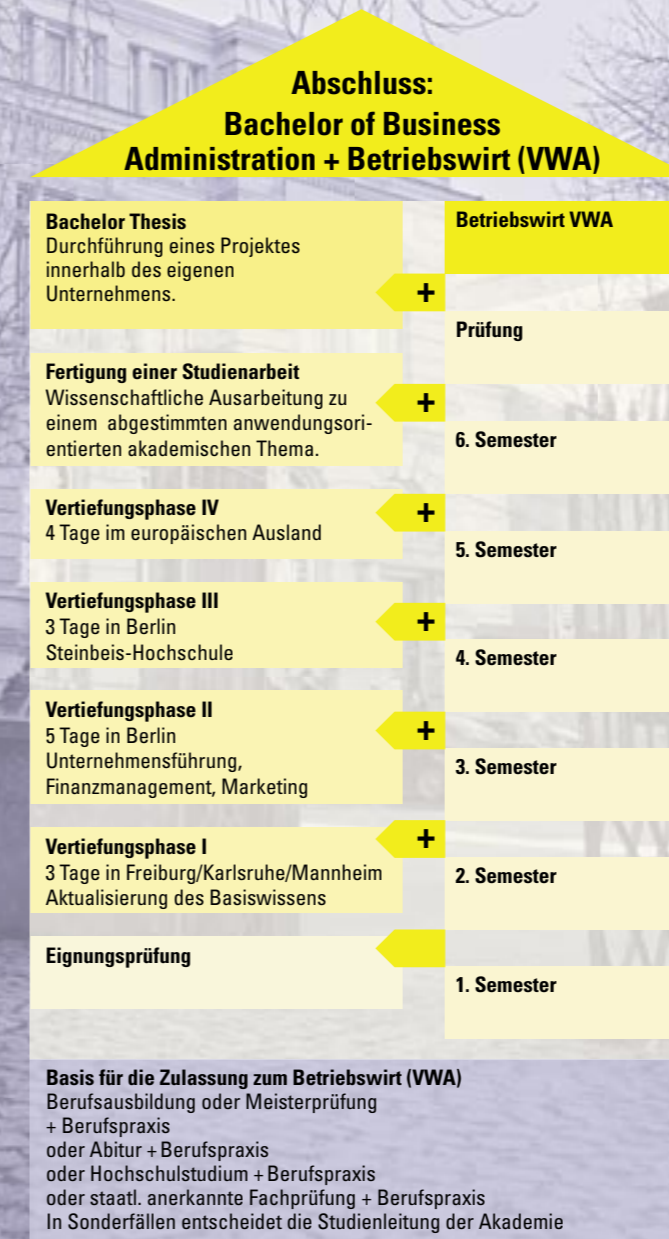 Abschluss:
Bachelor of Business
Administration + Betriebswirt (VWA)
Bachelor Thesis
Durchführung eines Projektes
innerhalb des eigenen
Unternehmens.
+
Betriebswirt VWA
Prüfung
Fertigung einer Studienarbeit
Wissenschaftliche Ausarbeitung zu
einem abgestimmten anwendungsori-
entierten akademischen Thema.
+
6. Semester
Vertiefungsphase IV
4 Tage im europäischen Ausland
+
5. Semester
Vertiefungsphase III
3 Tage in Berlin
Steinbeis-Hochschule
+
4. Semester
Vertiefungsphase II
5 Tage in Berlin
Unternehmensführung,
Finanzmanagement, Marketing
+
3. Semester
Vertiefungsphase I
3 Tage in Freiburg/Karlsruhe/Mannheim
Aktualisierung des Basiswissens
+
2. Semester
Eignungsprüfung
1. Semester
Basis für die Zulassung zum Betriebswirt (VWA)
Berufsausbildung oder Meisterprüfung
+ Berufspraxis
oder Abitur + Berufspraxis
oder Hochschulstudium + Berufspraxis
oder staatl. anerkannte Fachprüfung + Berufspraxis
In Sonderfällen entscheidet die Studienleitung der Akademie